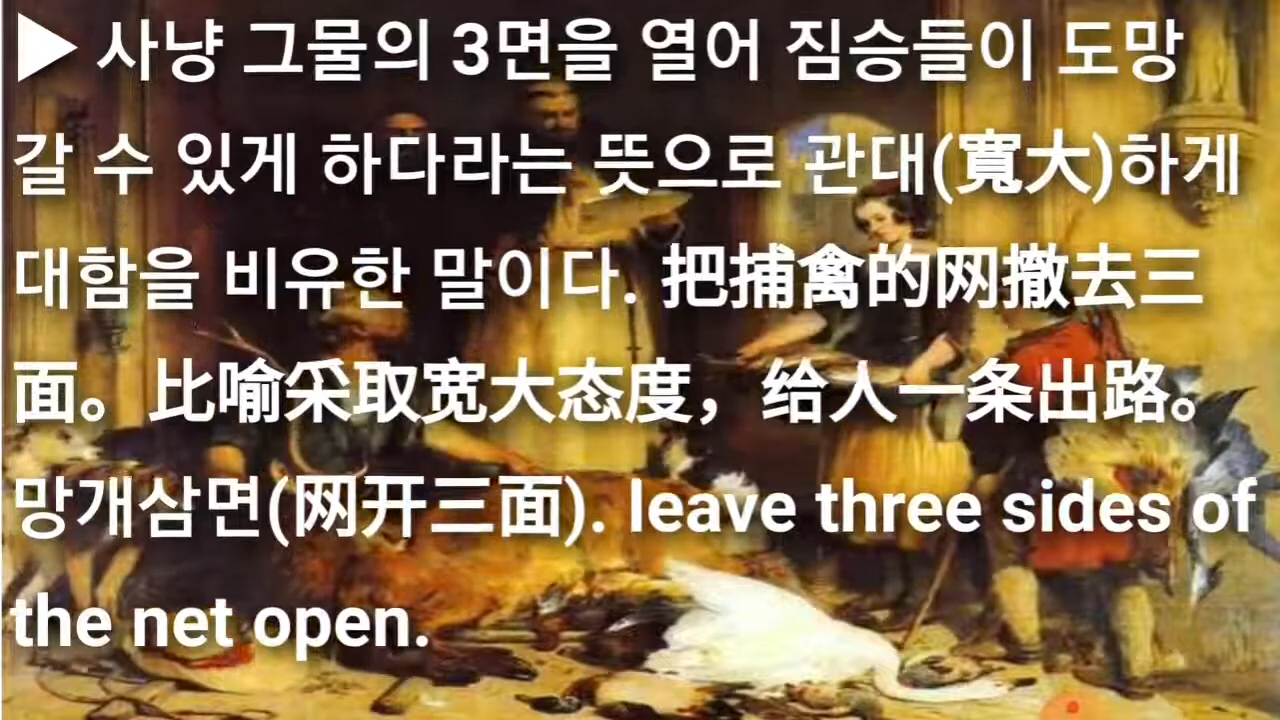 ▶ 사냥 그물의 3면을 열어 짐승들이 도망
갈 수 있게 하다라는 뜻으로 관대(寬大)하게
대함을 비유한 말이다. 把捕禽的网撤去三
面。比喻采取宽大态度，给人一条出路。
망개삼면(网开三面). leave three sides of
the net open.